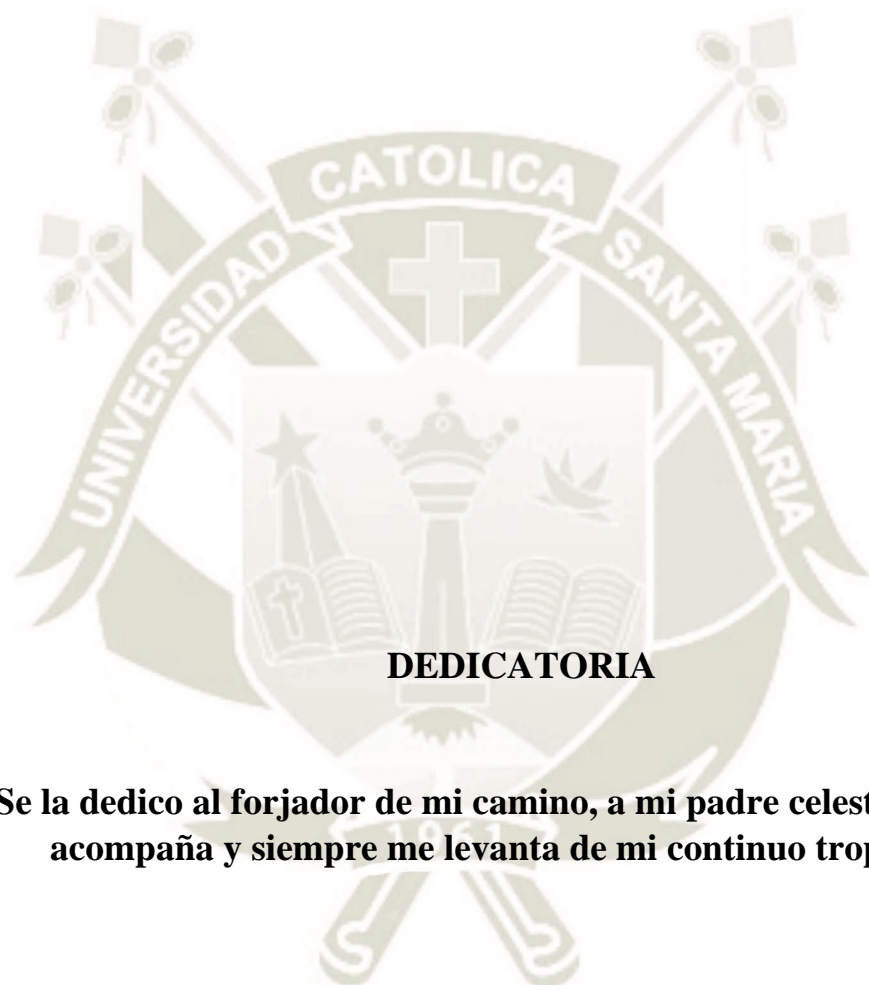 CATOLICA
UNIVERSIDAD
SANTA MARIA
DEDICATORIA
Se la dedico al forjador de mi camino, a mi padre celest
acompaña y siempre me levanta de mi continuo trop
1961